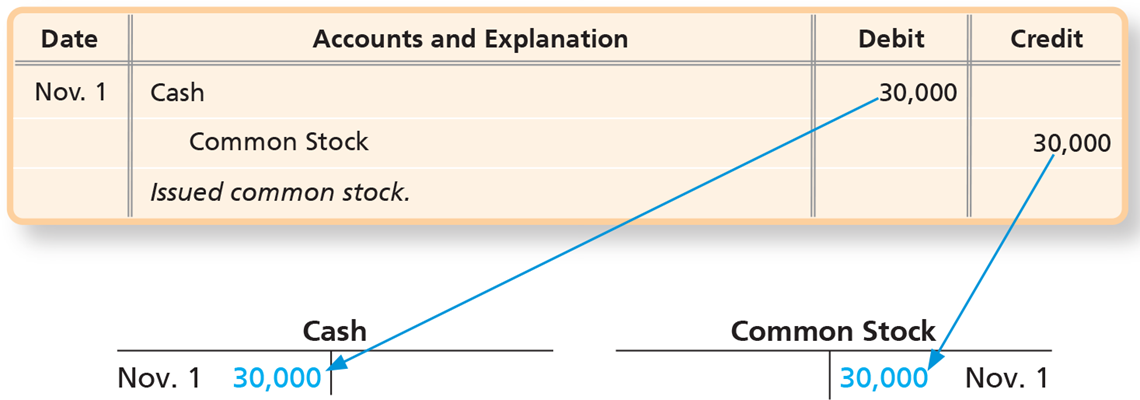 Date Accounts and Explanation Debit Credit
Nov. 1 Cash 30,000
Common Stock 30,000
Issued common stock.
Cash Common Stock
Nov. 1 30,000 30,000 Nov. 1